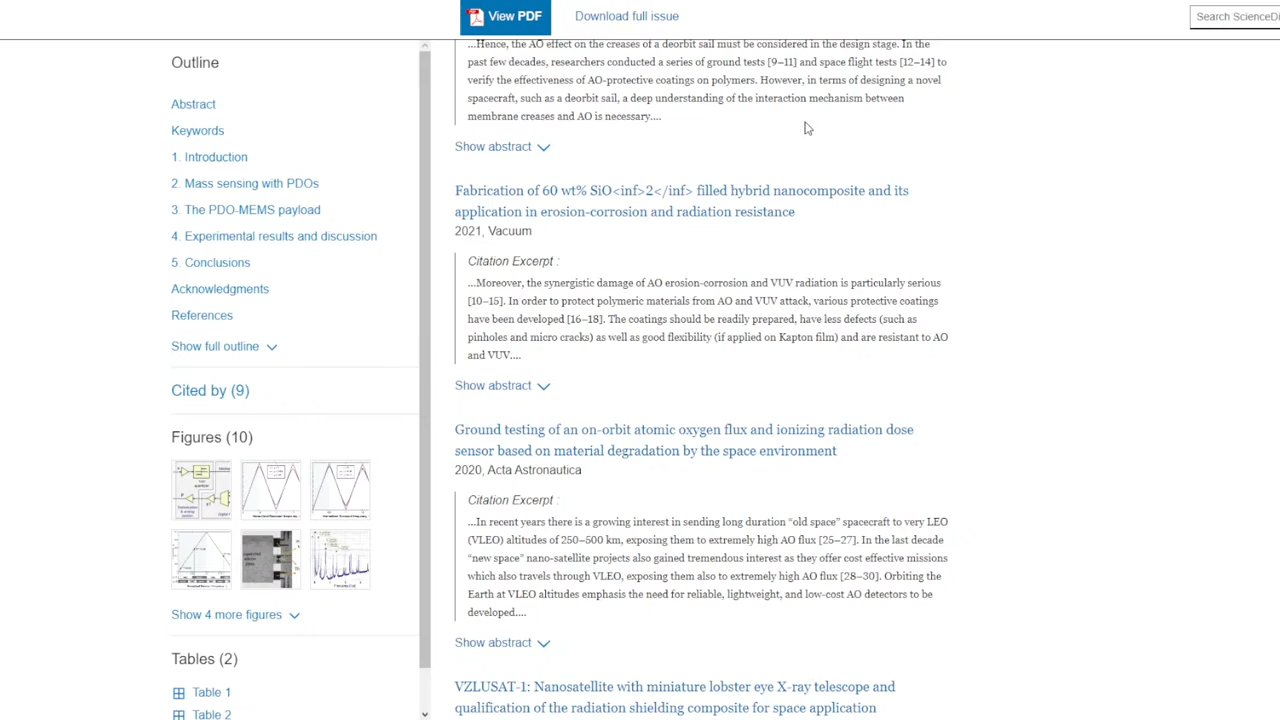 View PDF
Download full issue
Search ScienceDi
Outline
Abstract
Keywords
1. Introduction
2. Mass sensing with PDOs
3. The PDO-MEMS payload
4. Experimental results and discussion
5. Conclusions
Acknowledgments
References
Show full outline
Cited by (9)
Figures (10)
Show 4 more figures
Tables (2)
Table 1
Table 2
...Hence, the AO effect on the creases of a deorbit sail must be considered in the design stage. In the
past few decades, researchers conducted a series of ground tests [9–11] and space flight tests [12–14] to
verify the effectiveness of AO-protective coatings on polymers. However, in terms of designing a novel
spacecraft, such as a deorbit sail, a deep understanding of the interaction mechanism between
membrane creases and AO is necessary....
Show abstract
Fabrication of 60 wt% SiO<inf>2</inf> filled hybrid nanocomposite and its
application in erosion-corrosion and radiation resistance
2021, Vacuum
Citation Excerpt :
...Moreover, the synergistic damage of AO erosion-corrosion and VUV radiation is particularly serious
[10–15]. In order to protect polymeric materials from AO and VUV attack, various protective coatings
have been developed [16–18]. The coatings should be readily prepared, have less defects (such as
pinholes and micro cracks) as well as good flexibility (if applied on Kapton film) and are resistant to AO
and VUV....
Show abstract
Ground testing of an on-orbit atomic oxygen flux and ionizing radiation dose
sensor based on material degradation by the space environment
2020, Acta Astronautica
Citation Excerpt :
...In recent years there is a growing interest in sending long duration “old space” spacecraft to very LEO
(VLEO) altitudes of 250–500 km, exposing them to extremely high AO flux [25–27]. In the last decade
“new space” nano-satellite projects also gained tremendous interest as they offer cost effective missions
which also travels through VLEO, exposing them also to extremely high AO flux [28–30]. Orbiting the
Earth at VLEO altitudes emphasis the need for reliable, lightweight, and low-cost AO detectors to be
developed....
Show abstract
VZLUSAT-1: Nanosatellite with miniature lobster eye X-ray telescope and
qualification of the radiation shielding composite for space application